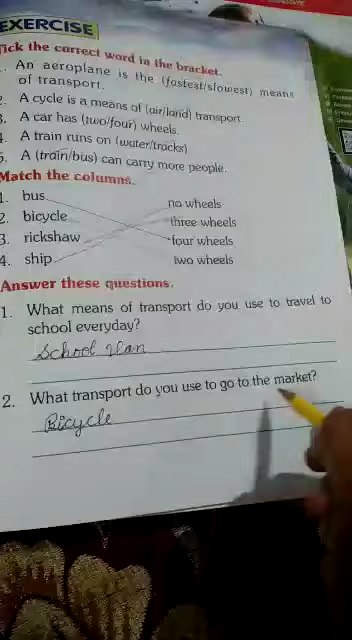 EXERCISE
Tick the correct word in the bracket.
An aeroplane is the (fastest/slowest) means
of transport.
2. A cycle is a means of (air/land) transport.
3. A car has (two/four) wheels.
4. A train runs on (water/tracks)
5. A (train/bus) can carry more people.
Match the columns.
1. bus no wheels
2. bicycle three wheels
3. rickshaw four wheels
4. ship two wheels
Answer these questions.
1. What means of transport do you use to travel to
school everyday?
School Van
2. What transport do you use to go to the market?
Bicycle